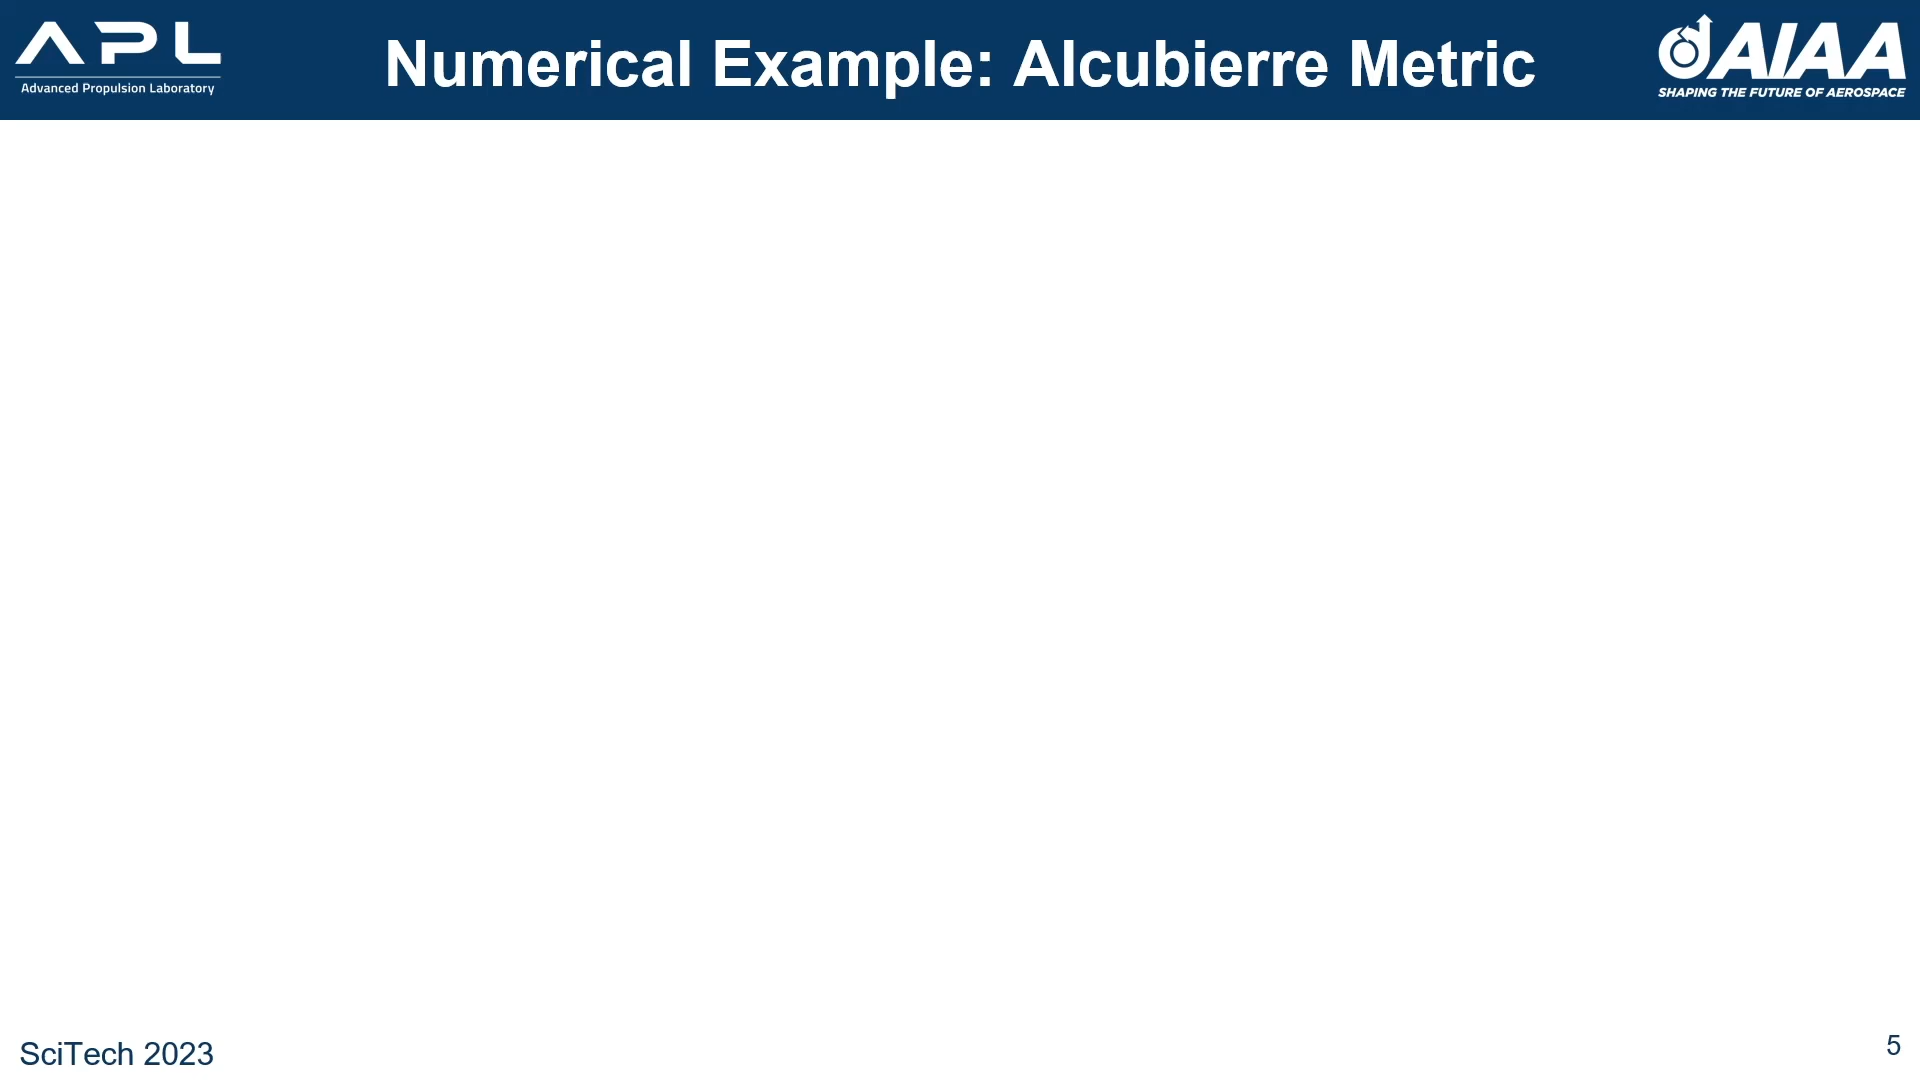 APL
Advanced Propulsion Laboratory
Numerical Example: Alcubierre Metric
AIAA
SHAPING THE FUTURE OF AEROSPACE
SciTech 2023
5